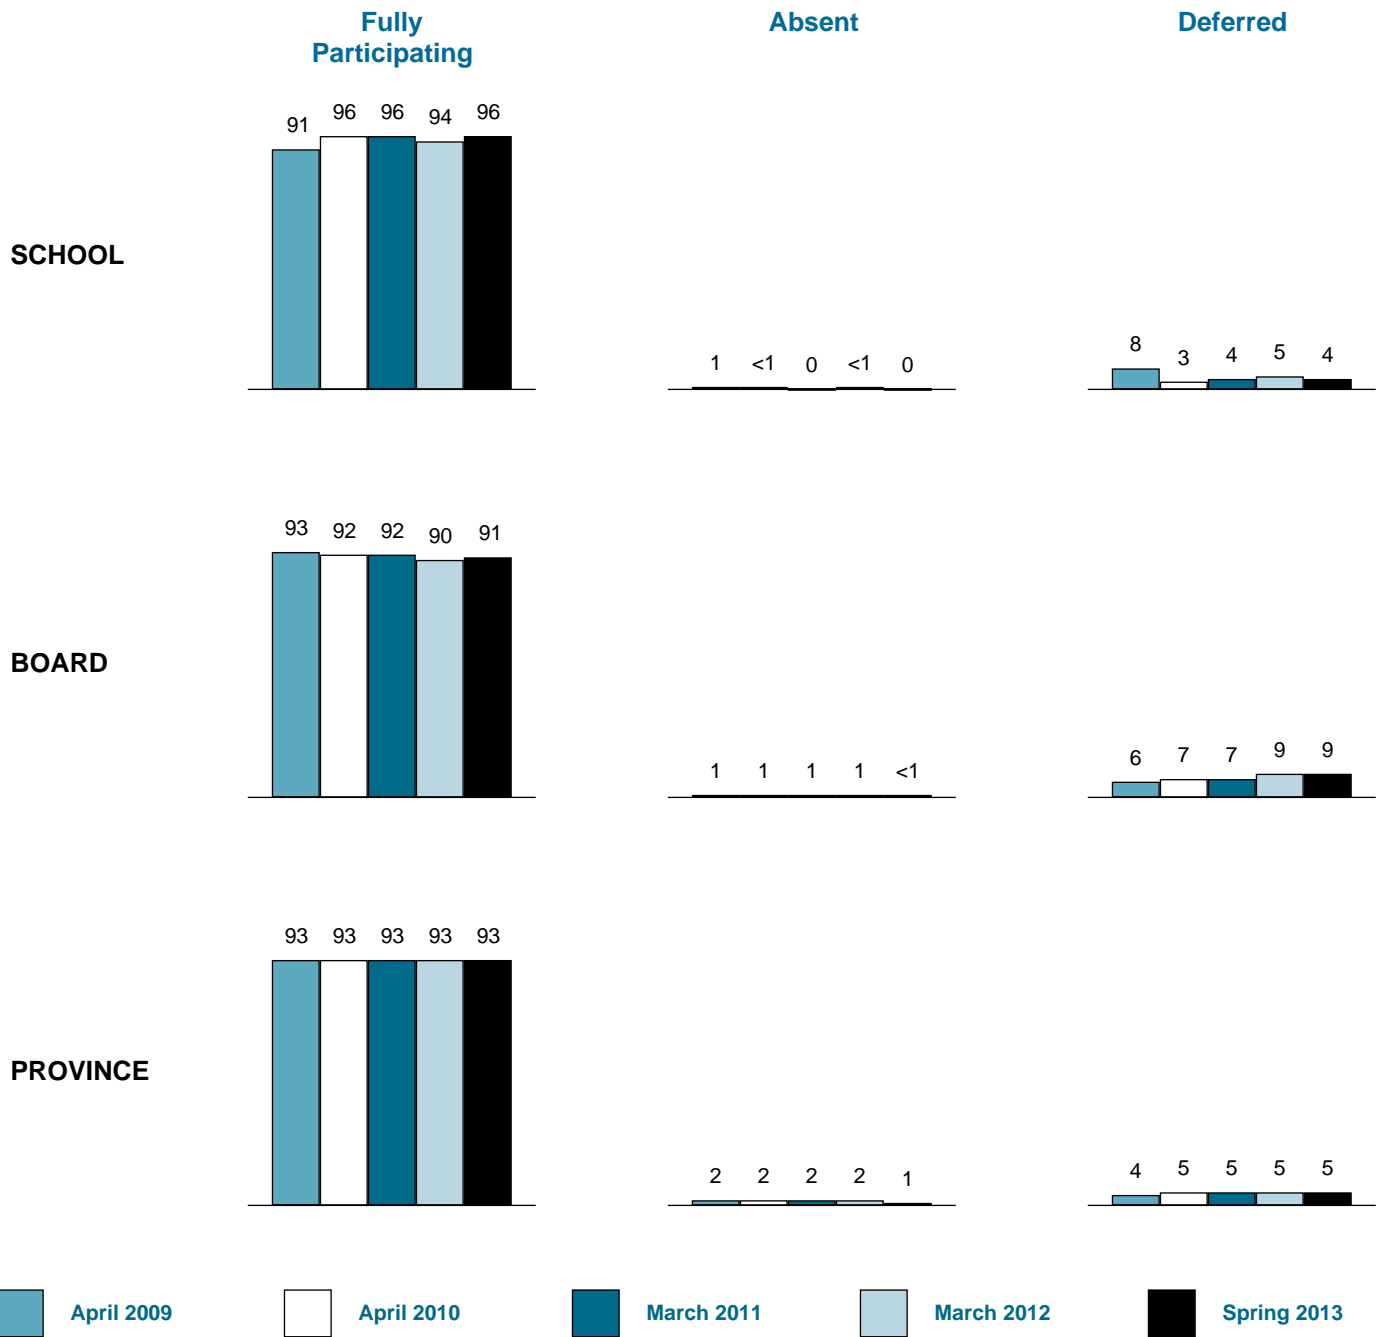 Fully
Participating
Absent
Deferred
SCHOOL
91 96 96 94 96
1 <1 0 <1 0
8 3 4 5 4
BOARD
93 92 92 90 91
1 1 1 1 <1
6 7 7 9 9
PROVINCE
93 93 93 93 93
2 2 2 2 1
4 5 5 5 5
April 2009 April 2010 March 2011 March 2012 Spring 2013